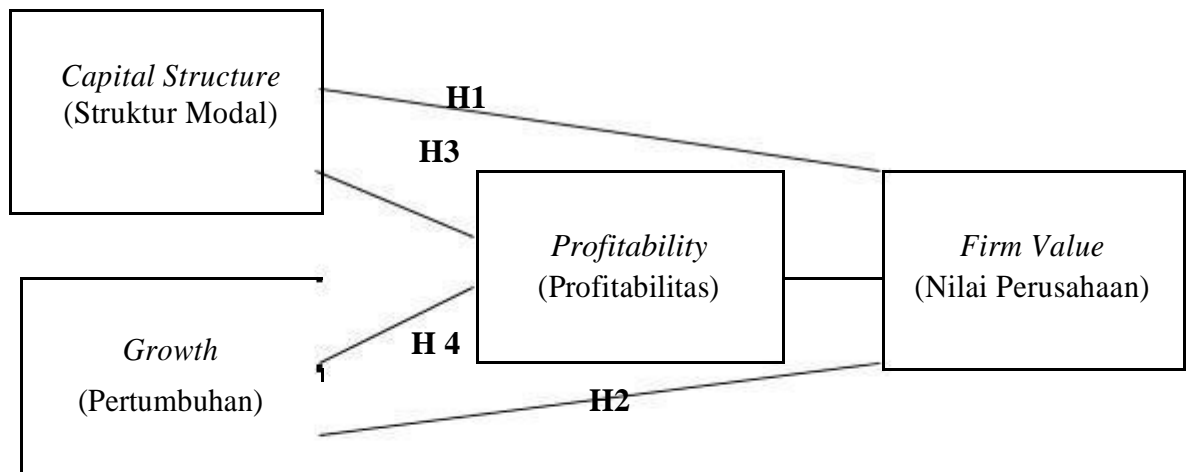 Capital Structure
(Struktur Modal)
H1
H3
Profitability
(Profitabilitas)
Firm Value
(Nilai Perusahaan)
Growth
(Pertumbuhan)
H 4
H2